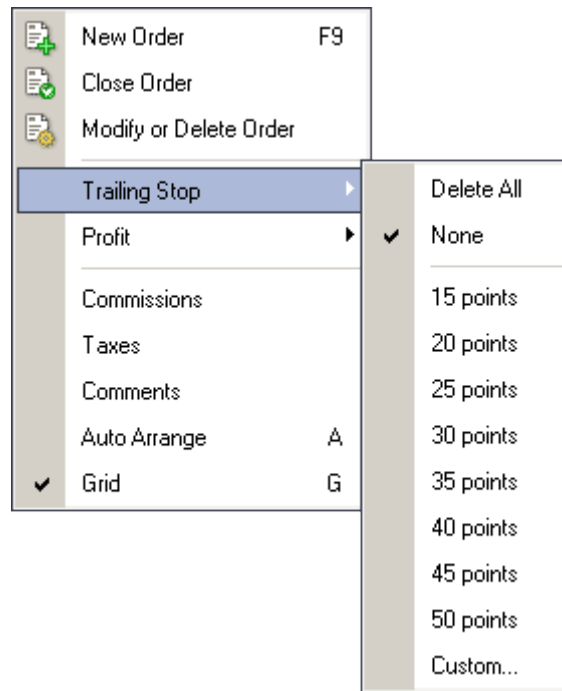 New Order F9
Close Order
Modify or Delete Order
Trailing Stop
Profit
Commissions
Taxes
Comments
Auto Arrange A
Grid G
Delete All
None
15 points
20 points
25 points
30 points
35 points
40 points
45 points
50 points
Custom...